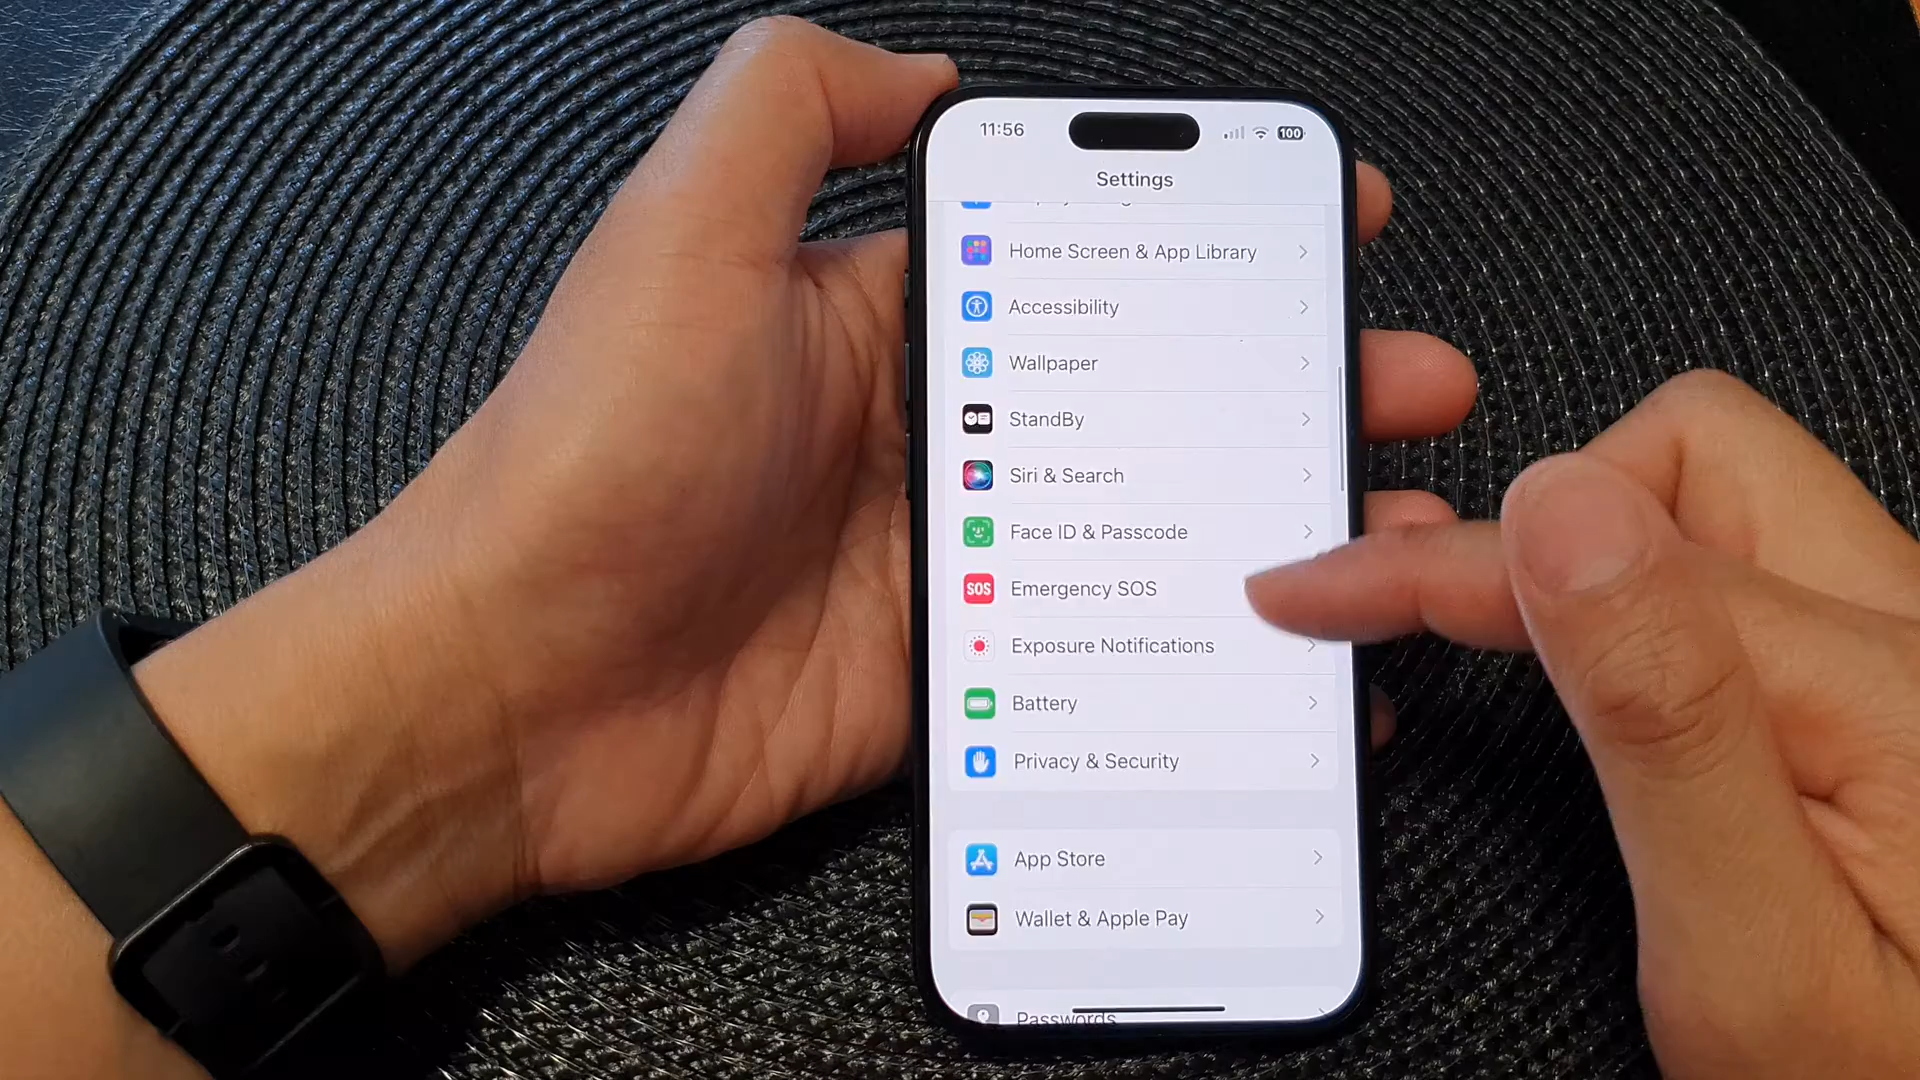 11:56
100
Settings
Home Screen & App Library
Accessibility
Wallpaper
StandBy
Siri & Search
Face ID & Passcode
SOS
Emergency SOS
Exposure Notifications
Battery
Privacy & Security
App Store
Wallet & Apple Pay
Passwords